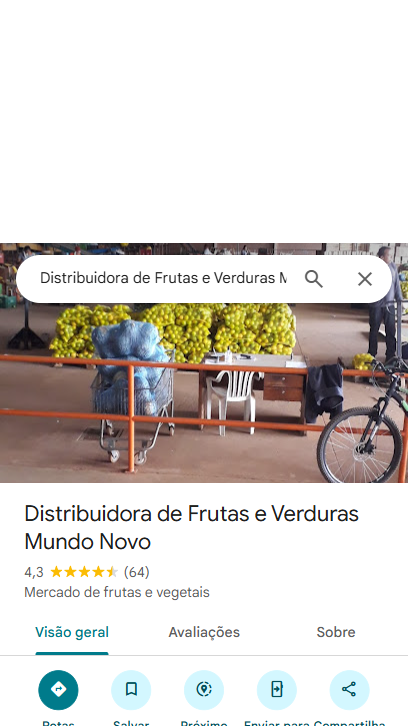 Distribuidora de Frutas e Verduras
Distribuidora de Frutas e Verduras
Mundo Novo
4,3 (64)
Mercado de frutas e vegetais
Visão geral Avaliações Sobre
Rotas Salvar Próximo Enviar para Compartilha